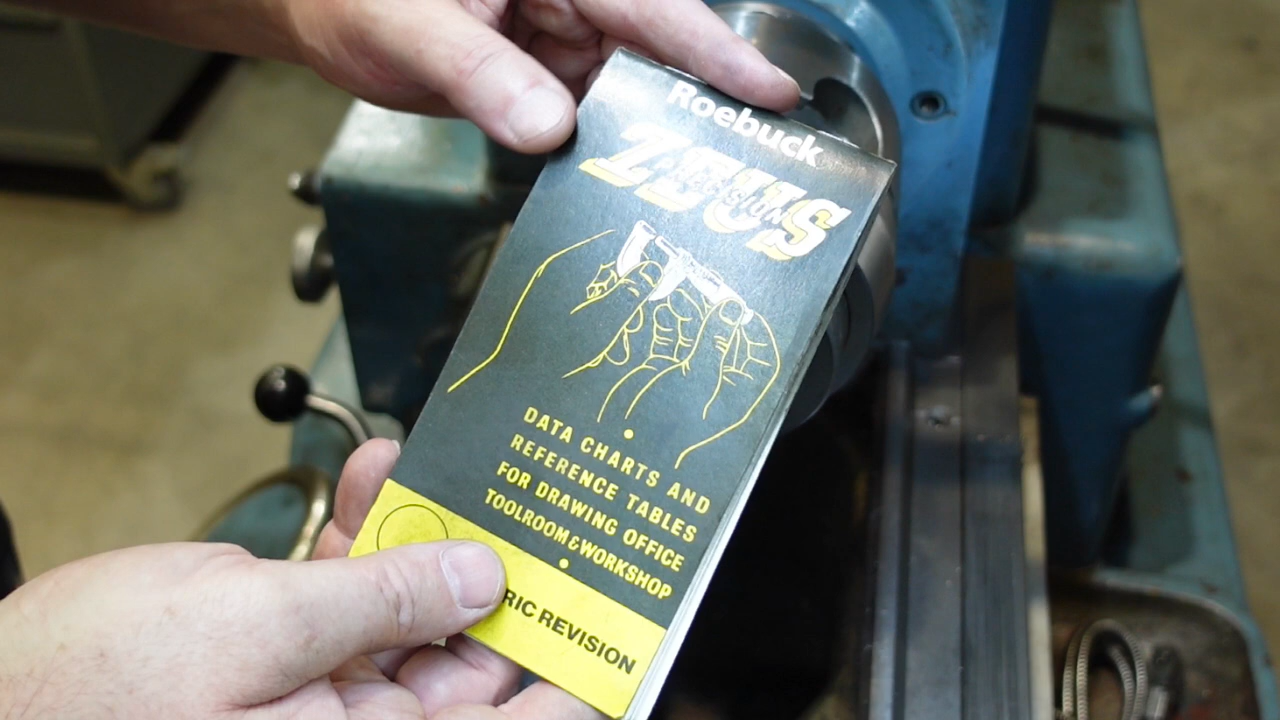 Roebuck
ZEUS
PRECISION
DATA CHARTS AND
REFERENCE TABLES
FOR DRAWING OFFICE
TOOLROOM & WORKSHOP
RIC REVISION